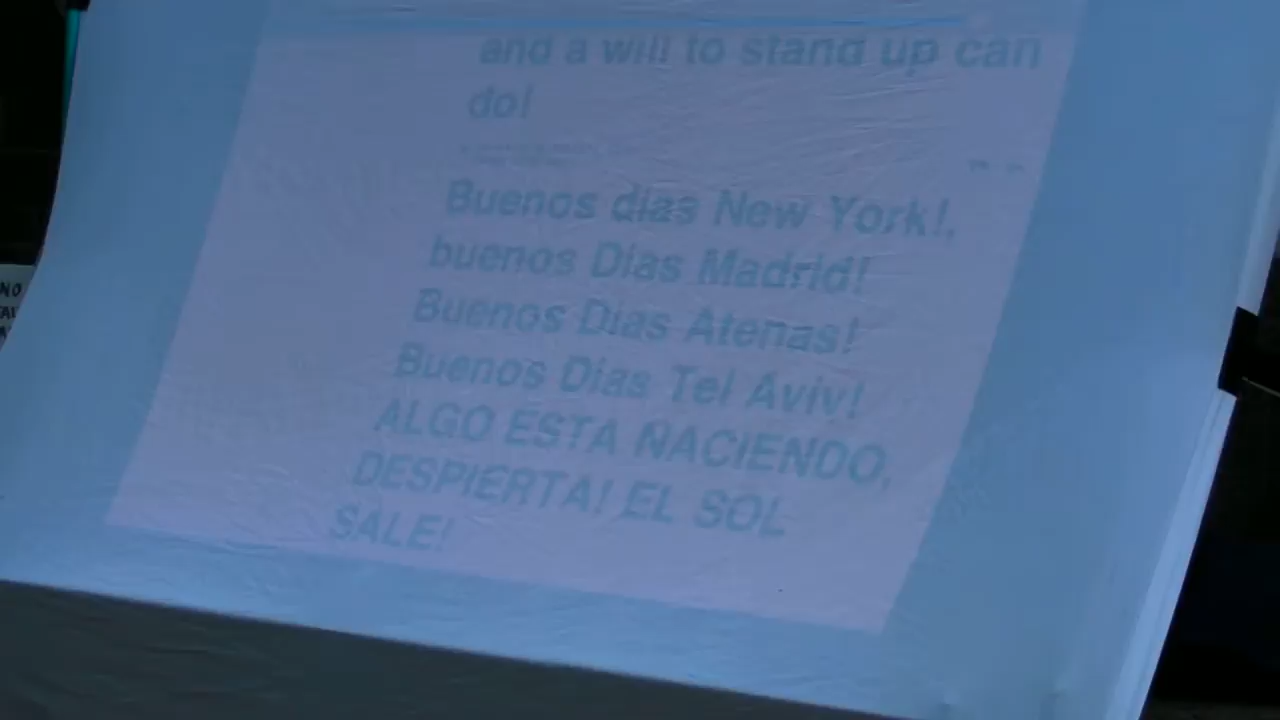 and a will to stand up can
do!
Buenos dias New York!,
buenos Dias Madrid!
Buenos Dias Atenas!
Buenos Dias Tel Aviv!
ALGO ESTA NACIENDO,
DESPIERTA! EL SOL
SALE!
NO